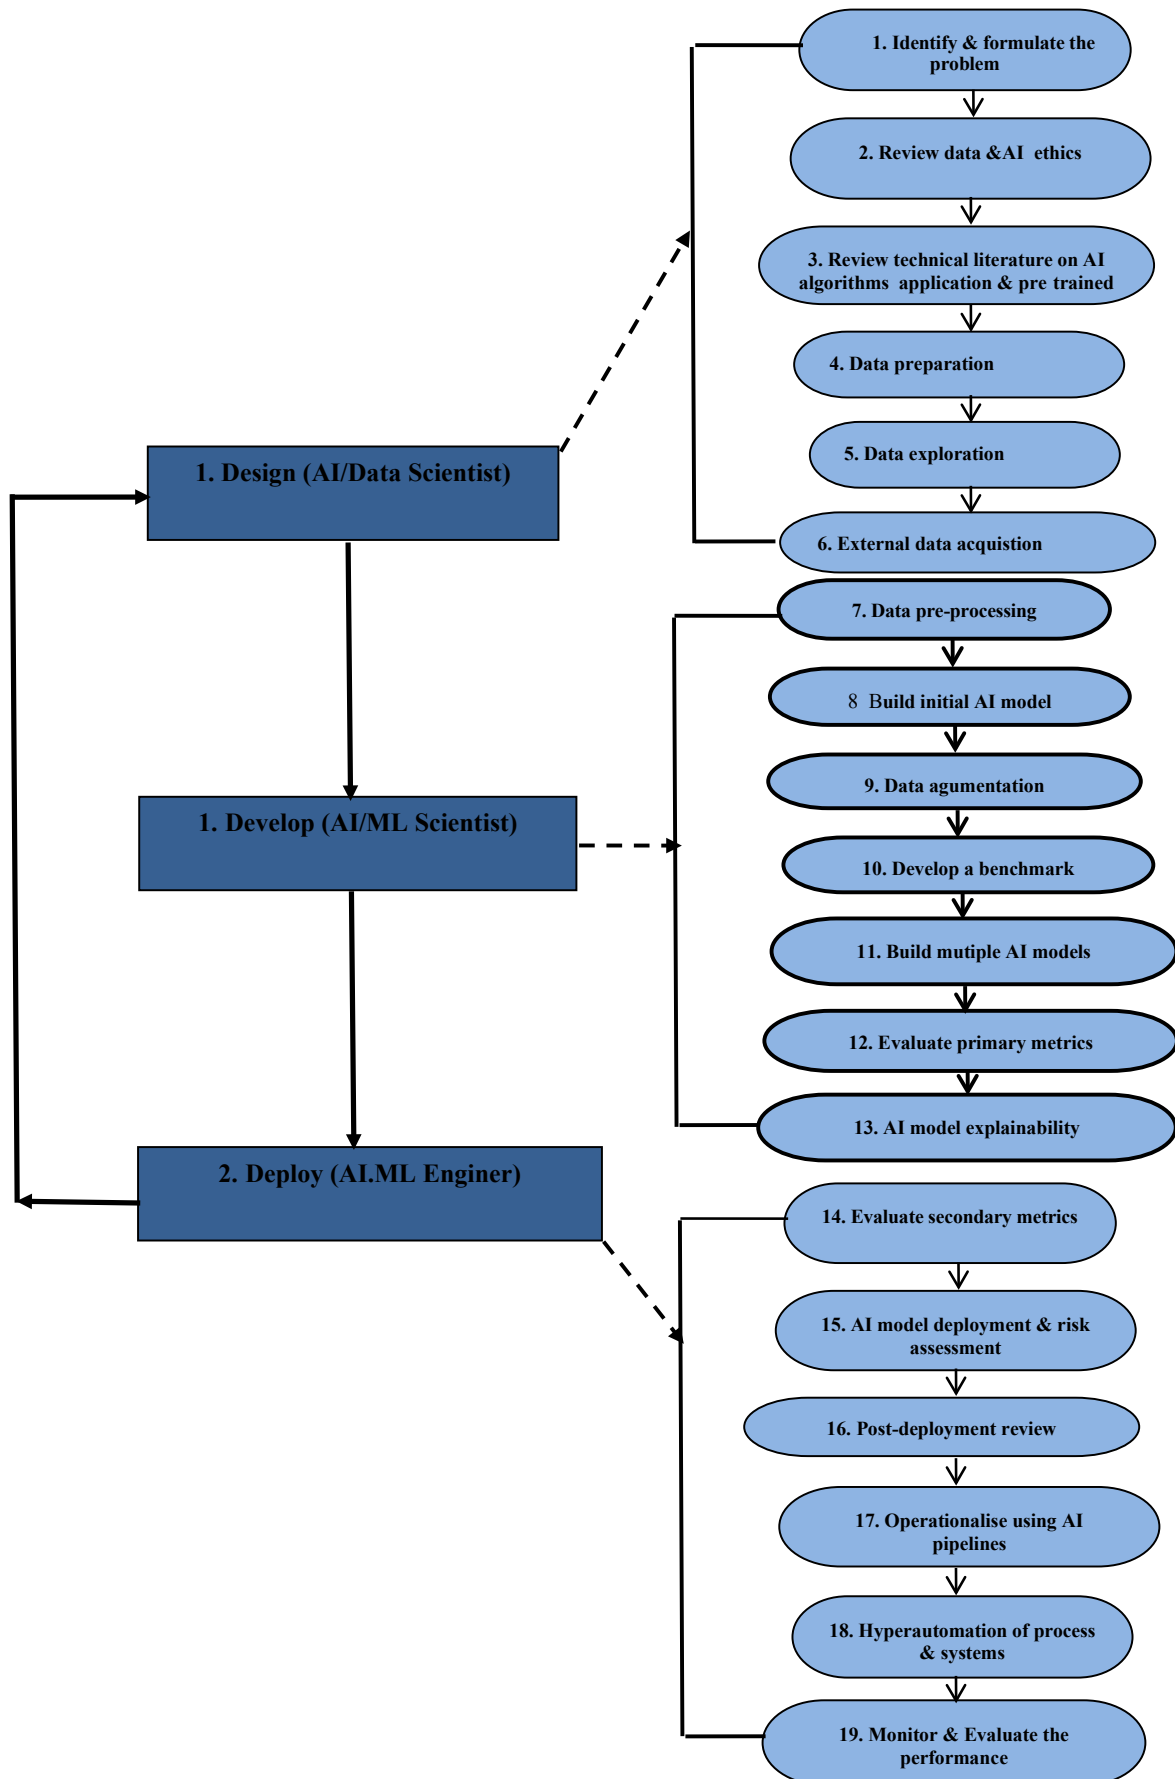 1. Identify & formulate the
problem
2. Review data &AI ethics
3. Review technical literature on AI
algorithms application & pre trained
4. Data preparation
5. Data exploration
6. External data acquistion
1. Design (AI/Data Scientist)
7. Data pre-processing
8 Build initial AI model
9. Data agumentation
10. Develop a benchmark
11. Build mutiple AI models
12. Evaluate primary metrics
13. AI model explainability
1. Develop (AI/ML Scientist)
2. Deploy (AI.ML Enginer)
14. Evaluate secondary metrics
15. AI model deployment & risk
assessment
16. Post-deployment review
17. Operationalise using AI
pipelines
18. Hyperautomation of process
& systems
19. Monitor & Evaluate the
performance